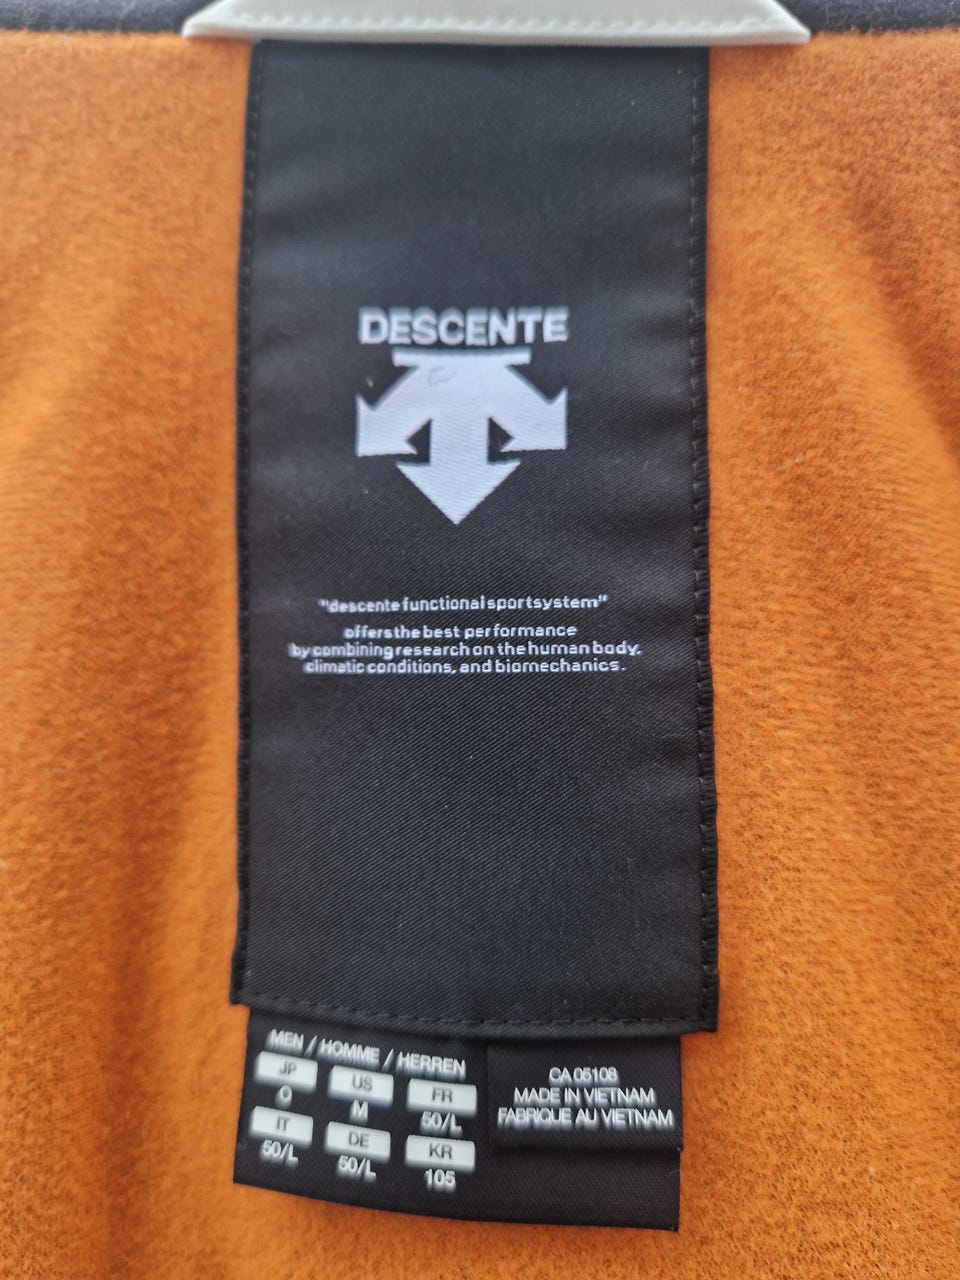 DESCENTE
"descente functional sportsystem"
offers the best performance
by combining research on the human body,
climatic conditions, and biomechanics.
MEN / HOMME / HERREN
JP US FR
O M 50/L
IT DE KR
50/L 50/L 105
CA 05108
MADE IN VIETNAM
FABRIQUE AU VIETNAM